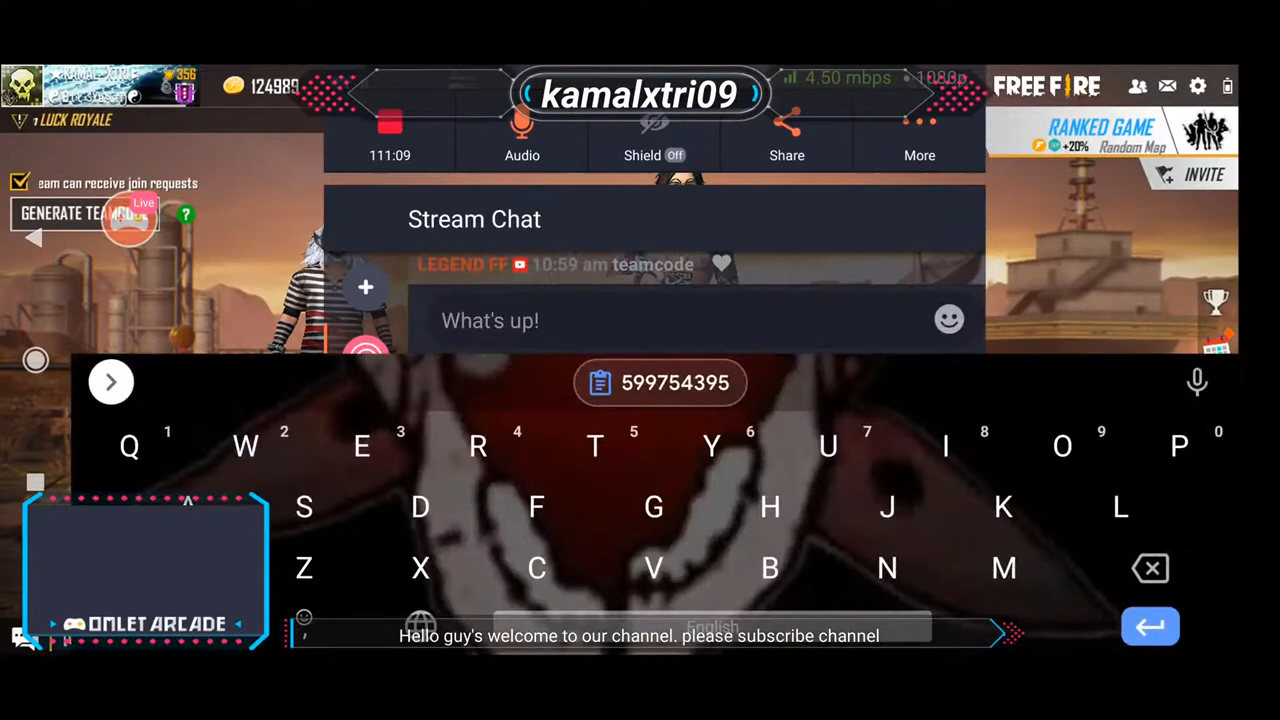 356
124989
4.50 mbps • 1080p
kamalxtri09
FREE FIRE
LUCK ROYALE
111:09
Audio
Shield Off
Share
More
RANKED GAME
+20% Random Map
eam can receive join requests
GENERATE TEAMCODE
Live
?
INVITE
Stream Chat
LEGEND FF 10:59 am teamcode
What's up!
599754395
Q 1 W 2 E 3 R 4 T 5 Y 6 U 7 I 8 O 9 P 0
A S D F G H J K L
Z X C V B N M
OMLET ARCADE
English
Hello guy's welcome to our channel. please subscribe channel